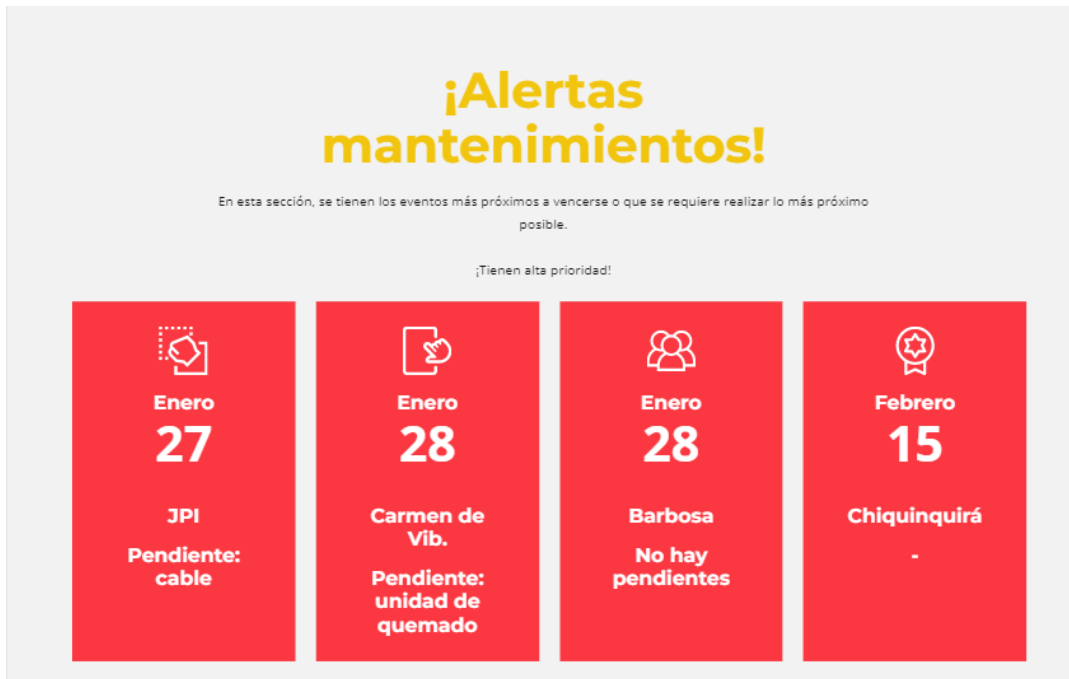 ¡Alertas
mantenimientos!
En esta sección, se tienen los eventos más próximos a vencerse o que se requiere realizar lo más próximo
posible.
¡Tienen alta prioridad!
Enero
27
JPI
Pendiente:
cable
Enero
28
Carmen de
Vib.
Pendiente:
unidad de
quemado
Enero
28
Barbosa
No hay
pendientes
Febrero
15
Chiquinquirá
-